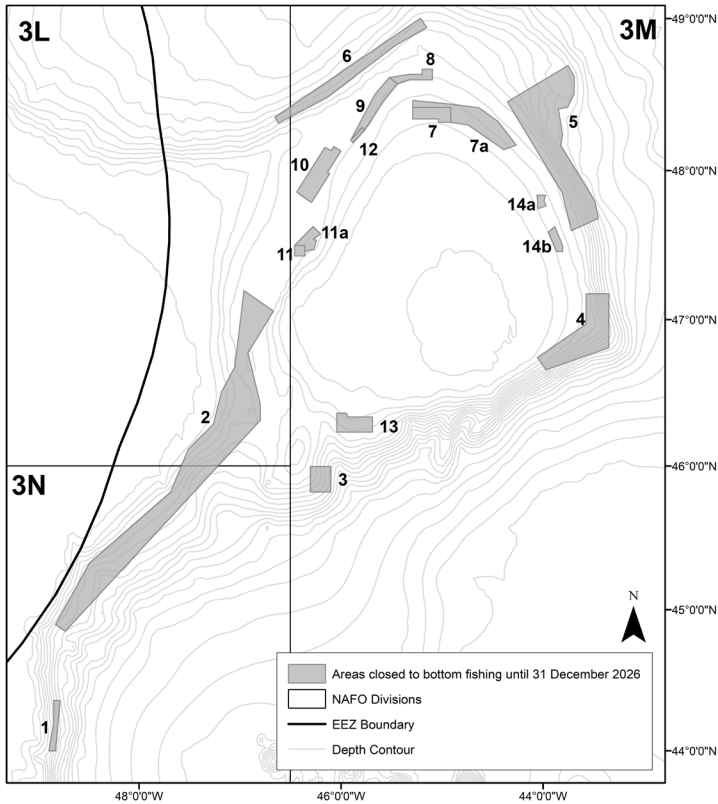 3L
3M
49°0'0"N
6
8
9
5
7
12
7a
10
48°0'0"N
14a
11a
14b
11
47°0'0"N
4
2
13
46°0'0"N
3N
3
45°0'0"N
N
Areas closed to bottom fishing until 31 December 2026
NAFO Divisions
1
EEZ Boundary
Depth Contour
44°0'0"N
48°0'0"W
46°0'0"W
44°0'0"W